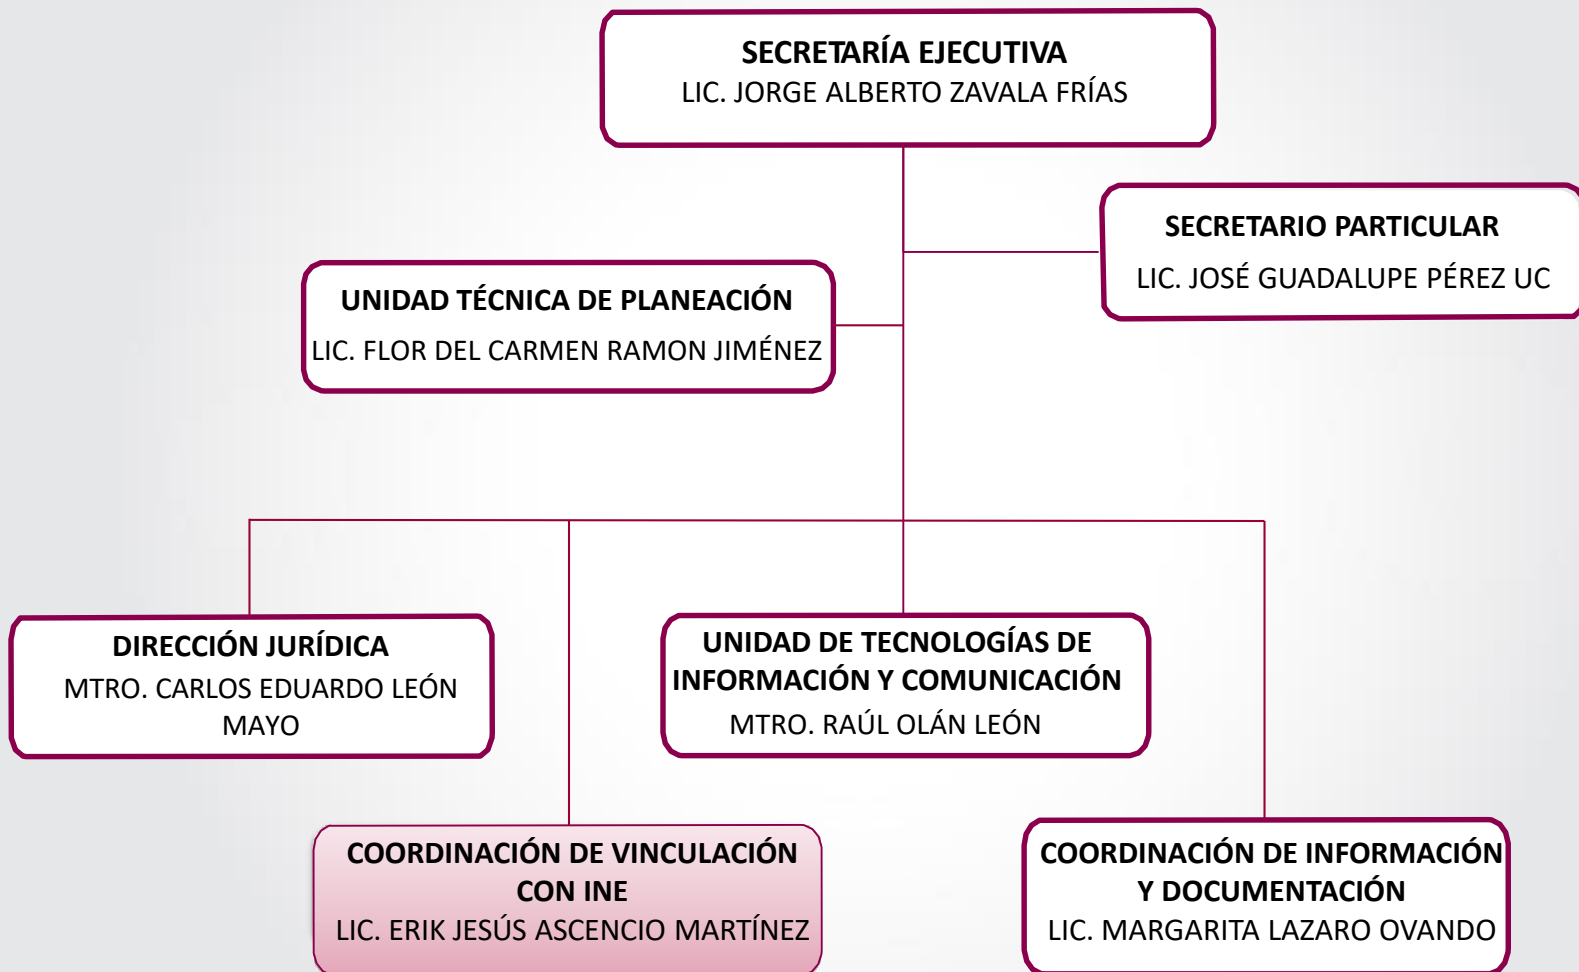 SECRETARÍA EJECUTIVA
LIC. JORGE ALBERTO ZAVALA FRÍAS
SECRETARIO PARTICULAR
LIC. JOSÉ GUADALUPE PÉREZ UC
UNIDAD TÉCNICA DE PLANEACIÓN
LIC. FLOR DEL CARMEN RAMON JIMÉNEZ
DIRECCIÓN JURÍDICA
MTRO. CARLOS EDUARDO LEÓN
MAYO
UNIDAD DE TECNOLOGÍAS DE
INFORMACIÓN Y COMUNICACIÓN
MTRO. RAÚL OLÁN LEÓN
COORDINACIÓN DE VINCULACIÓN
CON INE
LIC. ERIK JESÚS ASCENCIO MARTÍNEZ
COORDINACIÓN DE INFORMACIÓN
Y DOCUMENTACIÓN
LIC. MARGARITA LAZARO OVANDO